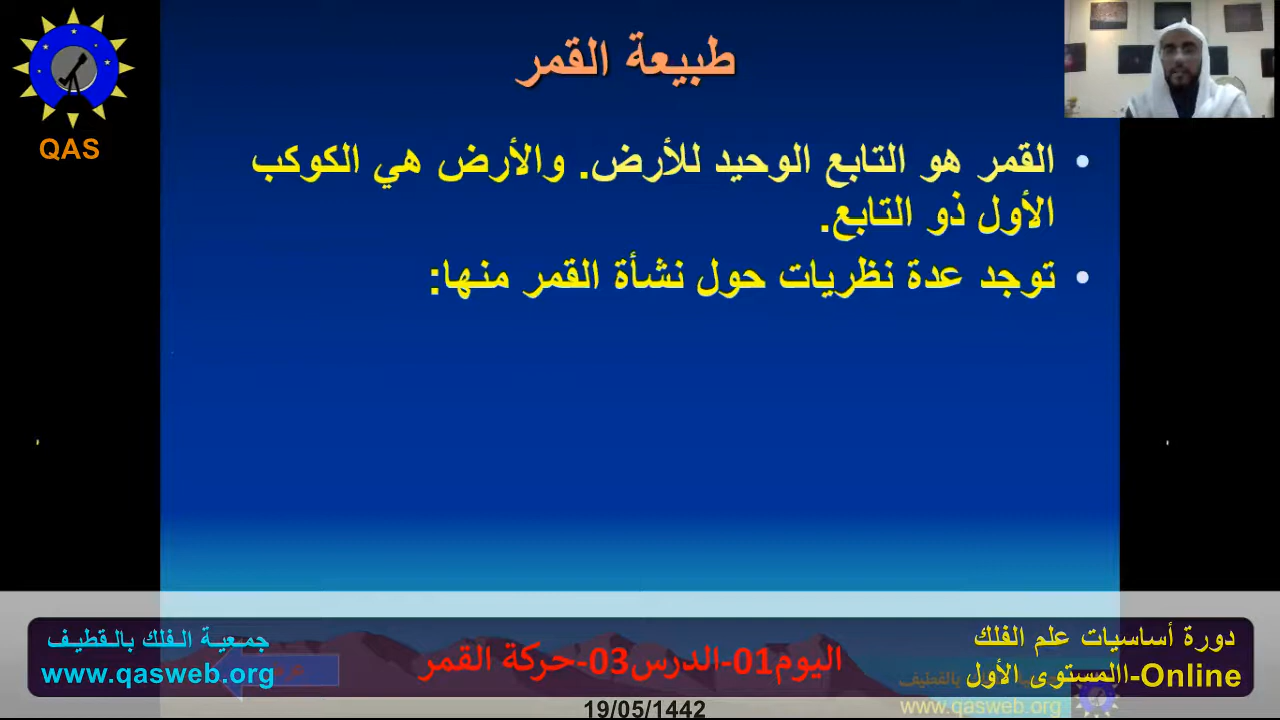 طبيعة القمر
QAS
القمر هو التابع الوحيد للأرض. والأرض هي الكوكب
الأول ذو التابع.
توجد عدة نظريات حول نشأة القمر منها:
دورة أساسيات علم الفلك
Online-االمستوى الأول
اليوم01-الدرس03-حركة القمر
جمعية الفلك بالقطيف
www.qasweb.org
بالقطيف
www.qasweb.org
19/05/1442